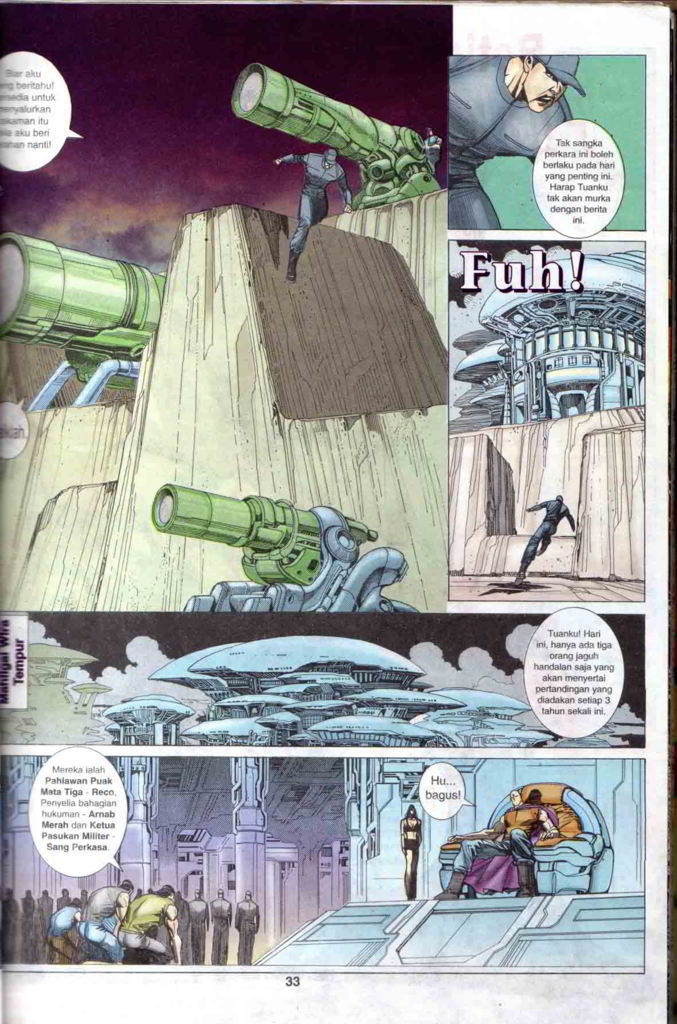 Biar aku
beritahu!
untuk
menyalurkan
itu
aku beri
nanti!
Tak sangka
perkara ini boleh
berlaku pada hari
yang penting ini.
Harap Tuanku
tak akan murka
dengan berita
ini.
Fuh!
Mahligai Wira
Tempur
Tuanku! Hari
ini, hanya ada tiga
orang jaguh
handalan saja yang
akan menyertai
pertandingan yang
diadakan setiap 3
tahun sekali ini.
Mereka ialah
Pahlawan Puak
Mata Tiga - Reco,
Penyelia bahagian
hukuman - Arnab
Merah dan Ketua
Pasukan Militer -
Sang Perkasa.
Hu...
bagus!
33